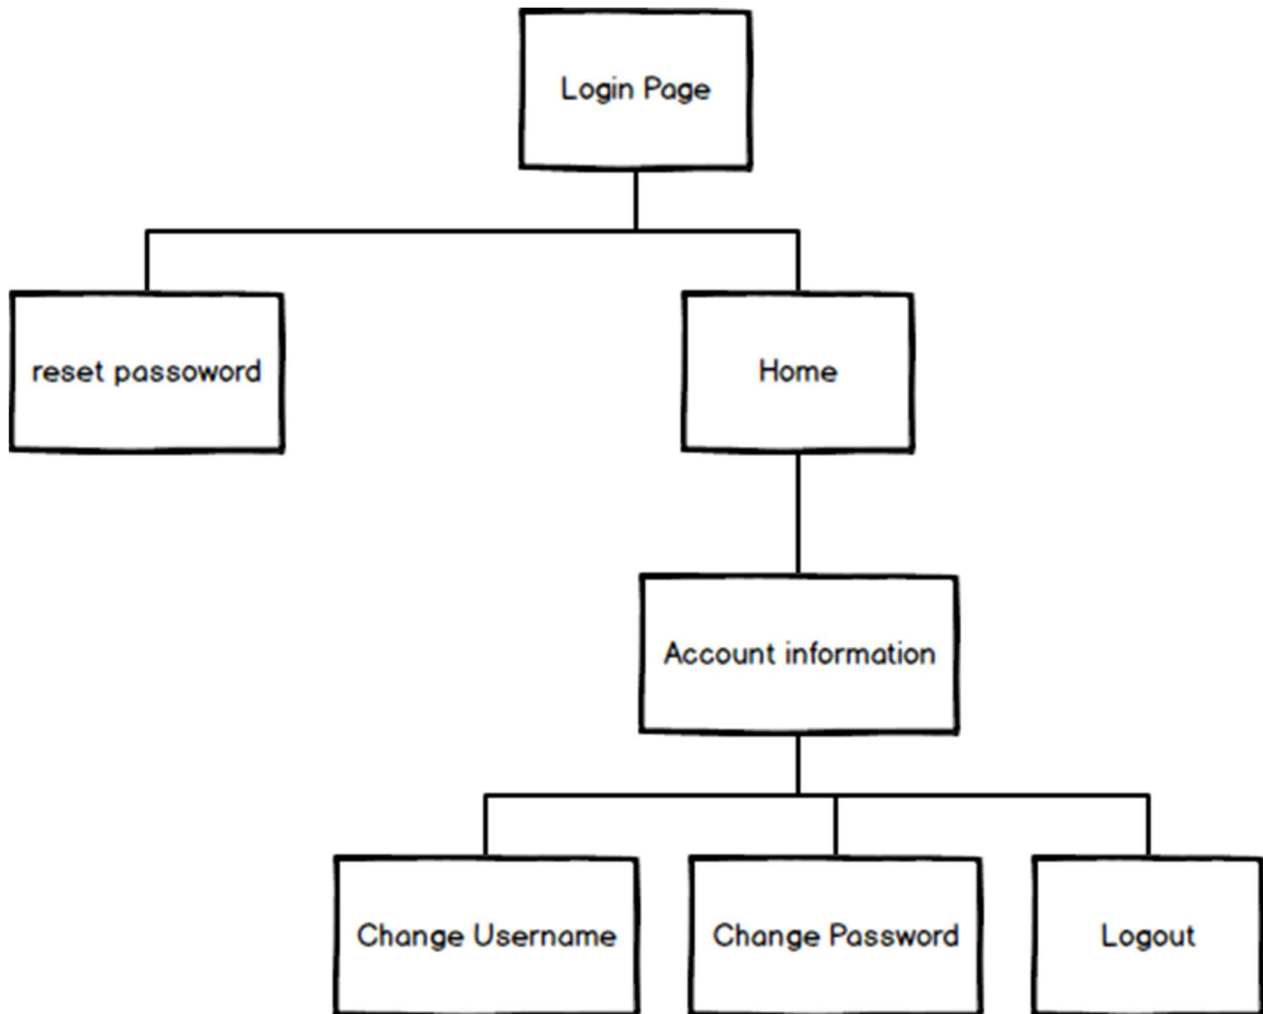 Login Page
reset passoword
Home
Account information
Change Username
Change Password
Logout